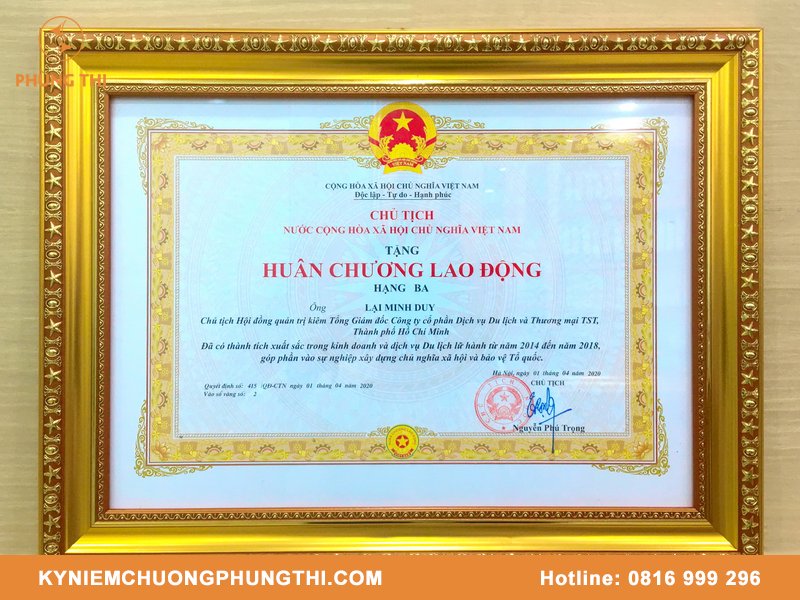 PHUNG THI
CỘNG HÒA XÃ HỘI CHỦ NGHĨA VIỆT NAM
Độc lập - Tự do - Hạnh phúc
CHỦ TỊCH
NƯỚC CỘNG HÒA XÃ HỘI CHỦ NGHĨA VIỆT NAM
TẶNG
HUÂN CHƯƠNG LAO ĐỘNG
HẠNG BA
Ông LẠI MINH DUY
Chủ tịch Hội đồng quản trị kiêm Tổng Giám đốc Công ty cổ phần Dịch vụ Du lịch và Thương mại TST,
Thành phố Hồ Chí Minh
Đã có thành tích xuất sắc trong kinh doanh và dịch vụ Du lịch lữ hành từ năm 2014 đến năm 2018,
góp phần vào sự nghiệp xây dựng chủ nghĩa xã hội và bảo vệ Tổ quốc.
Hà Nội, ngày 01 tháng 04 năm 2020
Quyết định số: 415 /QĐ-CTN ngày 01 tháng 04 năm 2020
Vào sổ vàng số: 2
CHỦ TỊCH
Nguyễn Phú Trọng
KYNIEMCHUONGPHUNGTHI.COM
Hotline: 0816 999 296